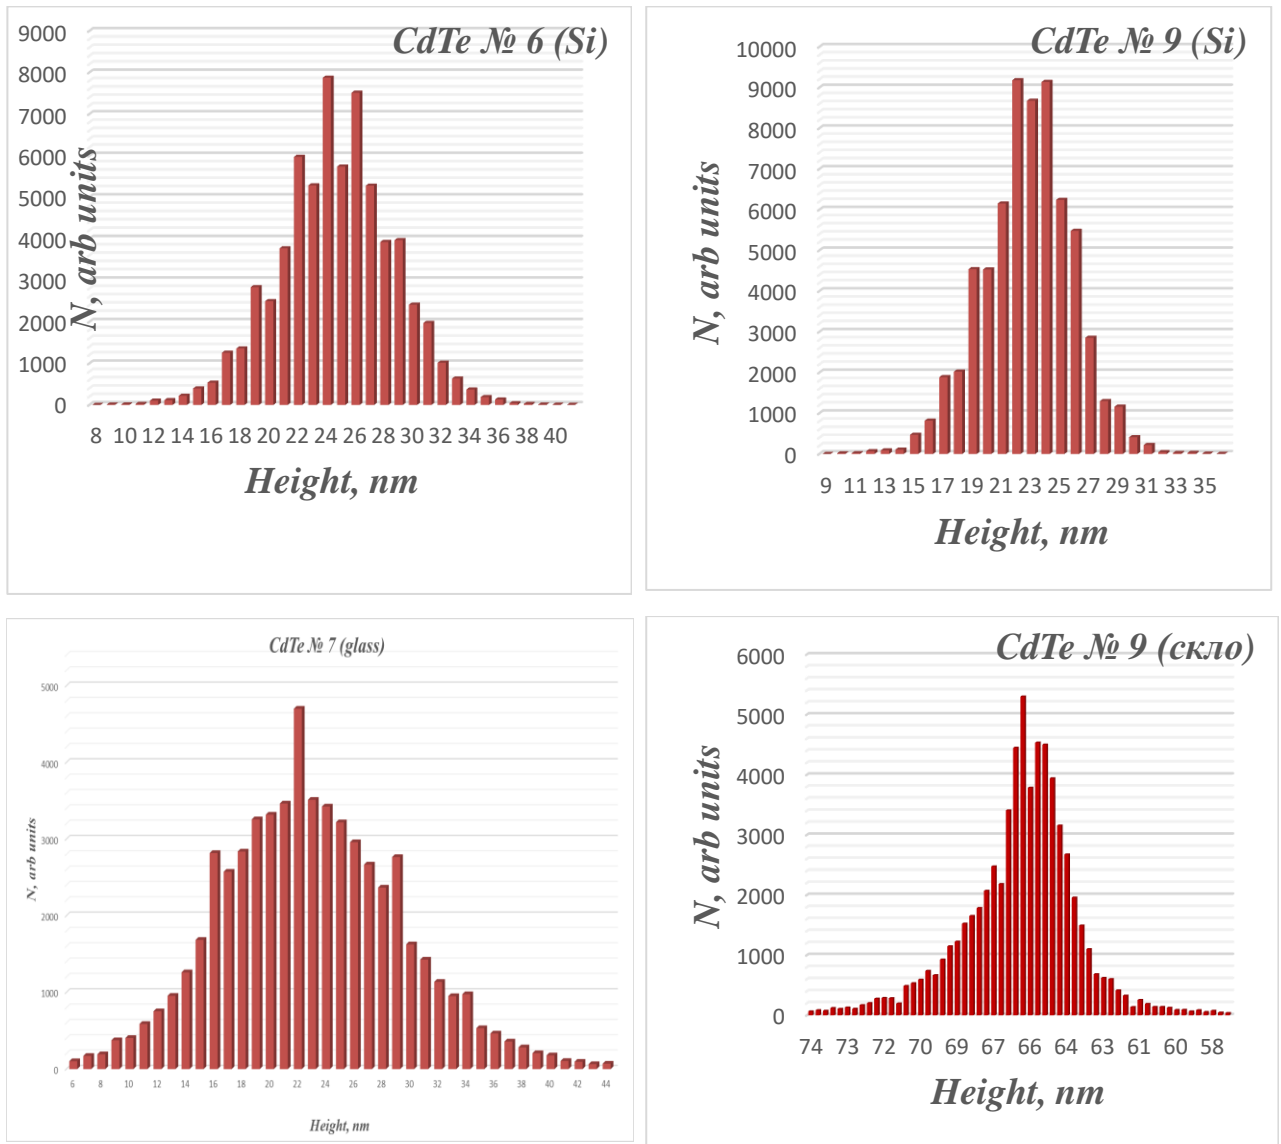 CdTe № 6 (Si)
9000
8000
7000
6000
5000
4000
3000
2000
1000
0
N, arb units
8 10 12 14 16 18 20 22 24 26 28 30 32 34 36 38 40
Height, nm
CdTe № 9 (Si)
10000
9000
8000
7000
6000
5000
4000
3000
2000
1000
0
N, arb units
9 11 13 15 17 19 21 23 25 27 29 31 33 35
Height, nm
CdTe № 7 (glass)
5000
4000
3000
2000
1000
0
N, arb units
6 8 10 12 14 16 18 20 22 24 26 28 30 32 34 36 38 40 42 44
Height, nm
CdTe № 9 (скло)
6000
5000
4000
3000
2000
1000
0
N, arb units
74 73 72 70 69 67 66 64 63 61 60 58
Height, nm